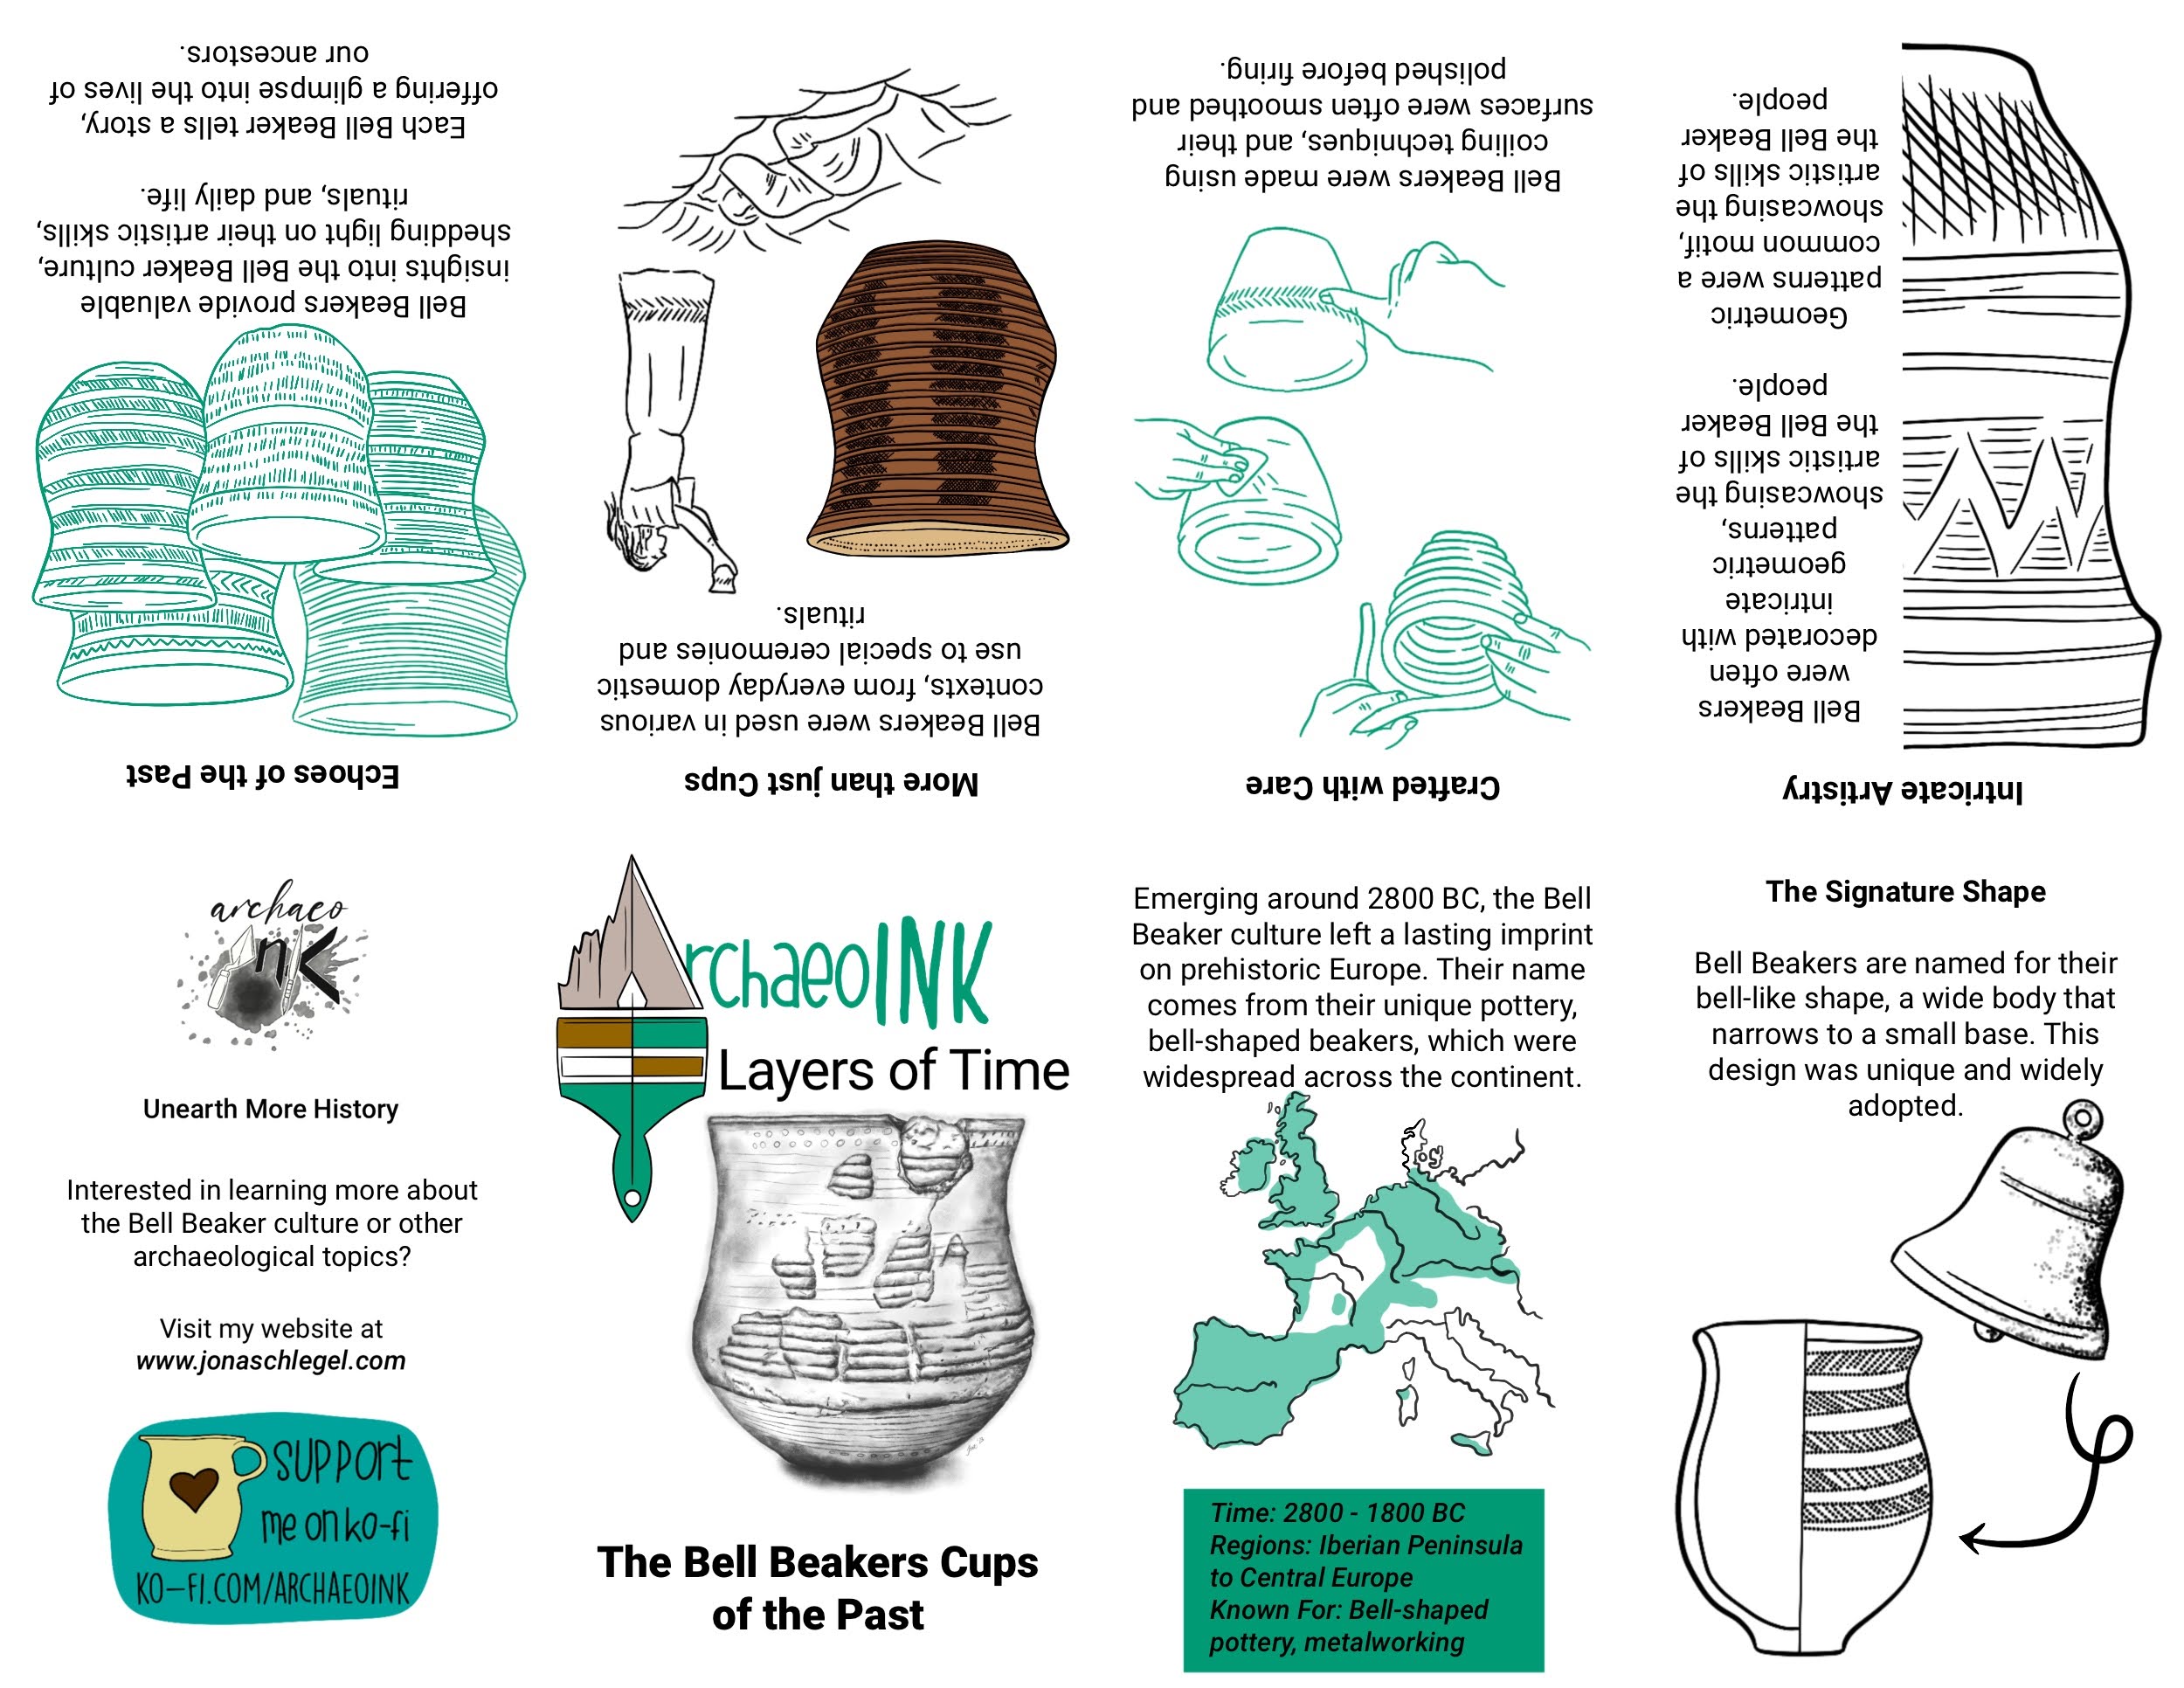 Echoes of the Past
Bell Beakers provide valuable
insights into the Bell Beaker culture,
shedding light on their artistic skills,
rituals, and daily life.
Each Bell Beaker tells a story,
offering a glimpse into the lives of
our ancestors.
More than just Cups
Bell Beakers were used in various
contexts, from everyday domestic
use to special ceremonies and
rituals.
Crafted with Care
Bell Beakers were made using
coiling techniques, and their
surfaces were often smoothed and
polished before firing.
Intricate Artistry
Bell Beakers
were often
decorated with
intricate
geometric
patterns,
showcasing the
artistic skills of
the Bell Beaker
people.
Geometric
patterns were a
common motif,
showcasing the
artistic skills of
the Bell Beaker
people.
archaeo
ink
Unearth More History
Interested in learning more about
the Bell Beaker culture or other
archaeological topics?
Visit my website at
www.jonaschlegel.com
SUPPORT
me on ko-fi
KO-FI.COM/ARCHAEOINK
ArchaeoINK
Layers of Time
The Bell Beakers Cups
of the Past
Emerging around 2800 BC, the Bell
Beaker culture left a lasting imprint
on prehistoric Europe. Their name
comes from their unique pottery,
bell-shaped beakers, which were
widespread across the continent.
Time: 2800 - 1800 BC
Regions: Iberian Peninsula
to Central Europe
Known For: Bell-shaped
pottery, metalworking
The Signature Shape
Bell Beakers are named for their
bell-like shape, a wide body that
narrows to a small base. This
design was unique and widely
adopted.